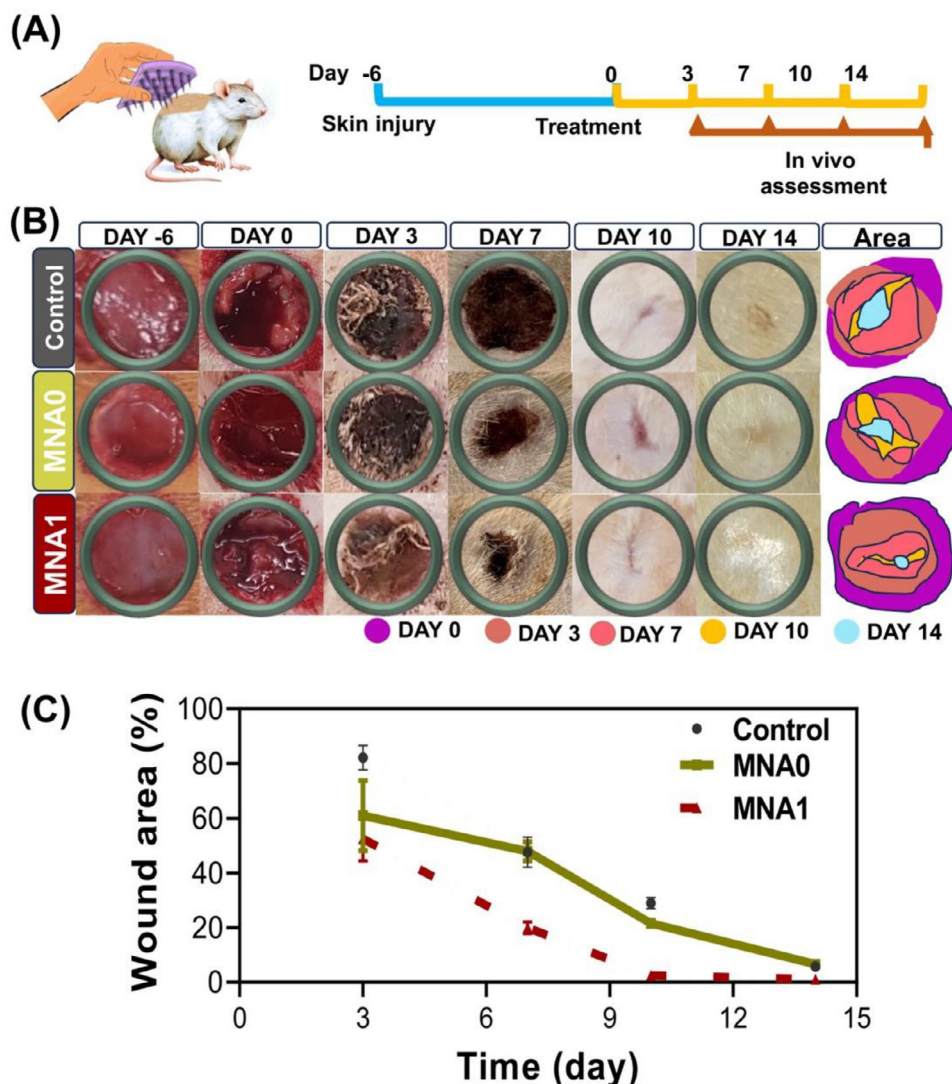 (A)
Day -6 0 3 7 10 14
Skin injury Treatment
In vivo
assessment
(B)
DAY -6 DAY 0 DAY 3 DAY 7 DAY 10 DAY 14 Area
Control
MNA0
MNA1
DAY 0 DAY 3 DAY 7 DAY 10 DAY 14
(C)
Wound area (%)
100
80
60
40
20
0
Control
MNA0
MNA1
0 3 6 9 12 15
Time (day)